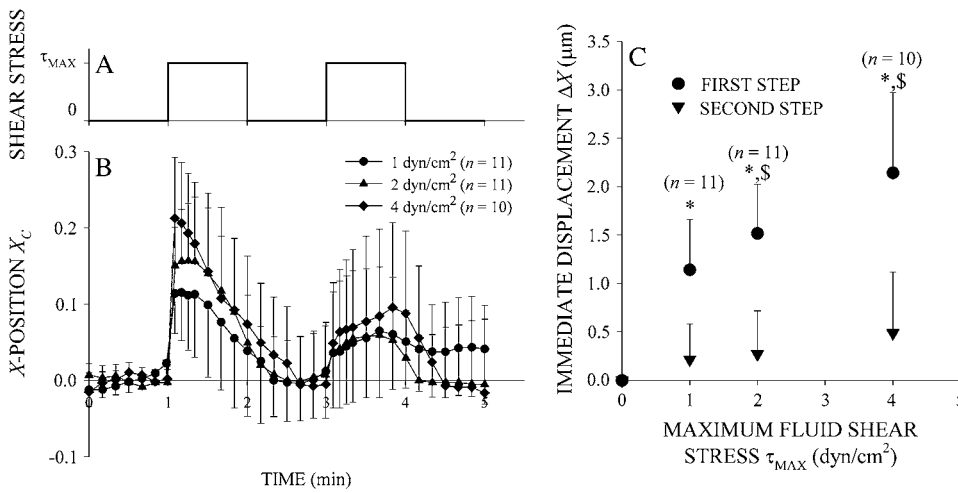 SHEAR STRESS
τMAX
0
A
X-POSITION XC
0.3
0.2
0.1
0.0
-0.1
B
1 dyn/cm² (n = 11)
2 dyn/cm² (n = 11)
4 dyn/cm² (n = 10)
0 1 2 3 4 5
TIME (min)
IMMEDIATE DISPLACEMENT ΔX (μm)
3.5
3.0
2.5
2.0
1.5
1.0
0.5
0.0
C
FIRST STEP
SECOND STEP
(n = 11)
*
(n = 11)
*,$
(n = 10)
*,$
0 1 2 3 4 5
MAXIMUM FLUID SHEAR
STRESS τMAX (dyn/cm²)